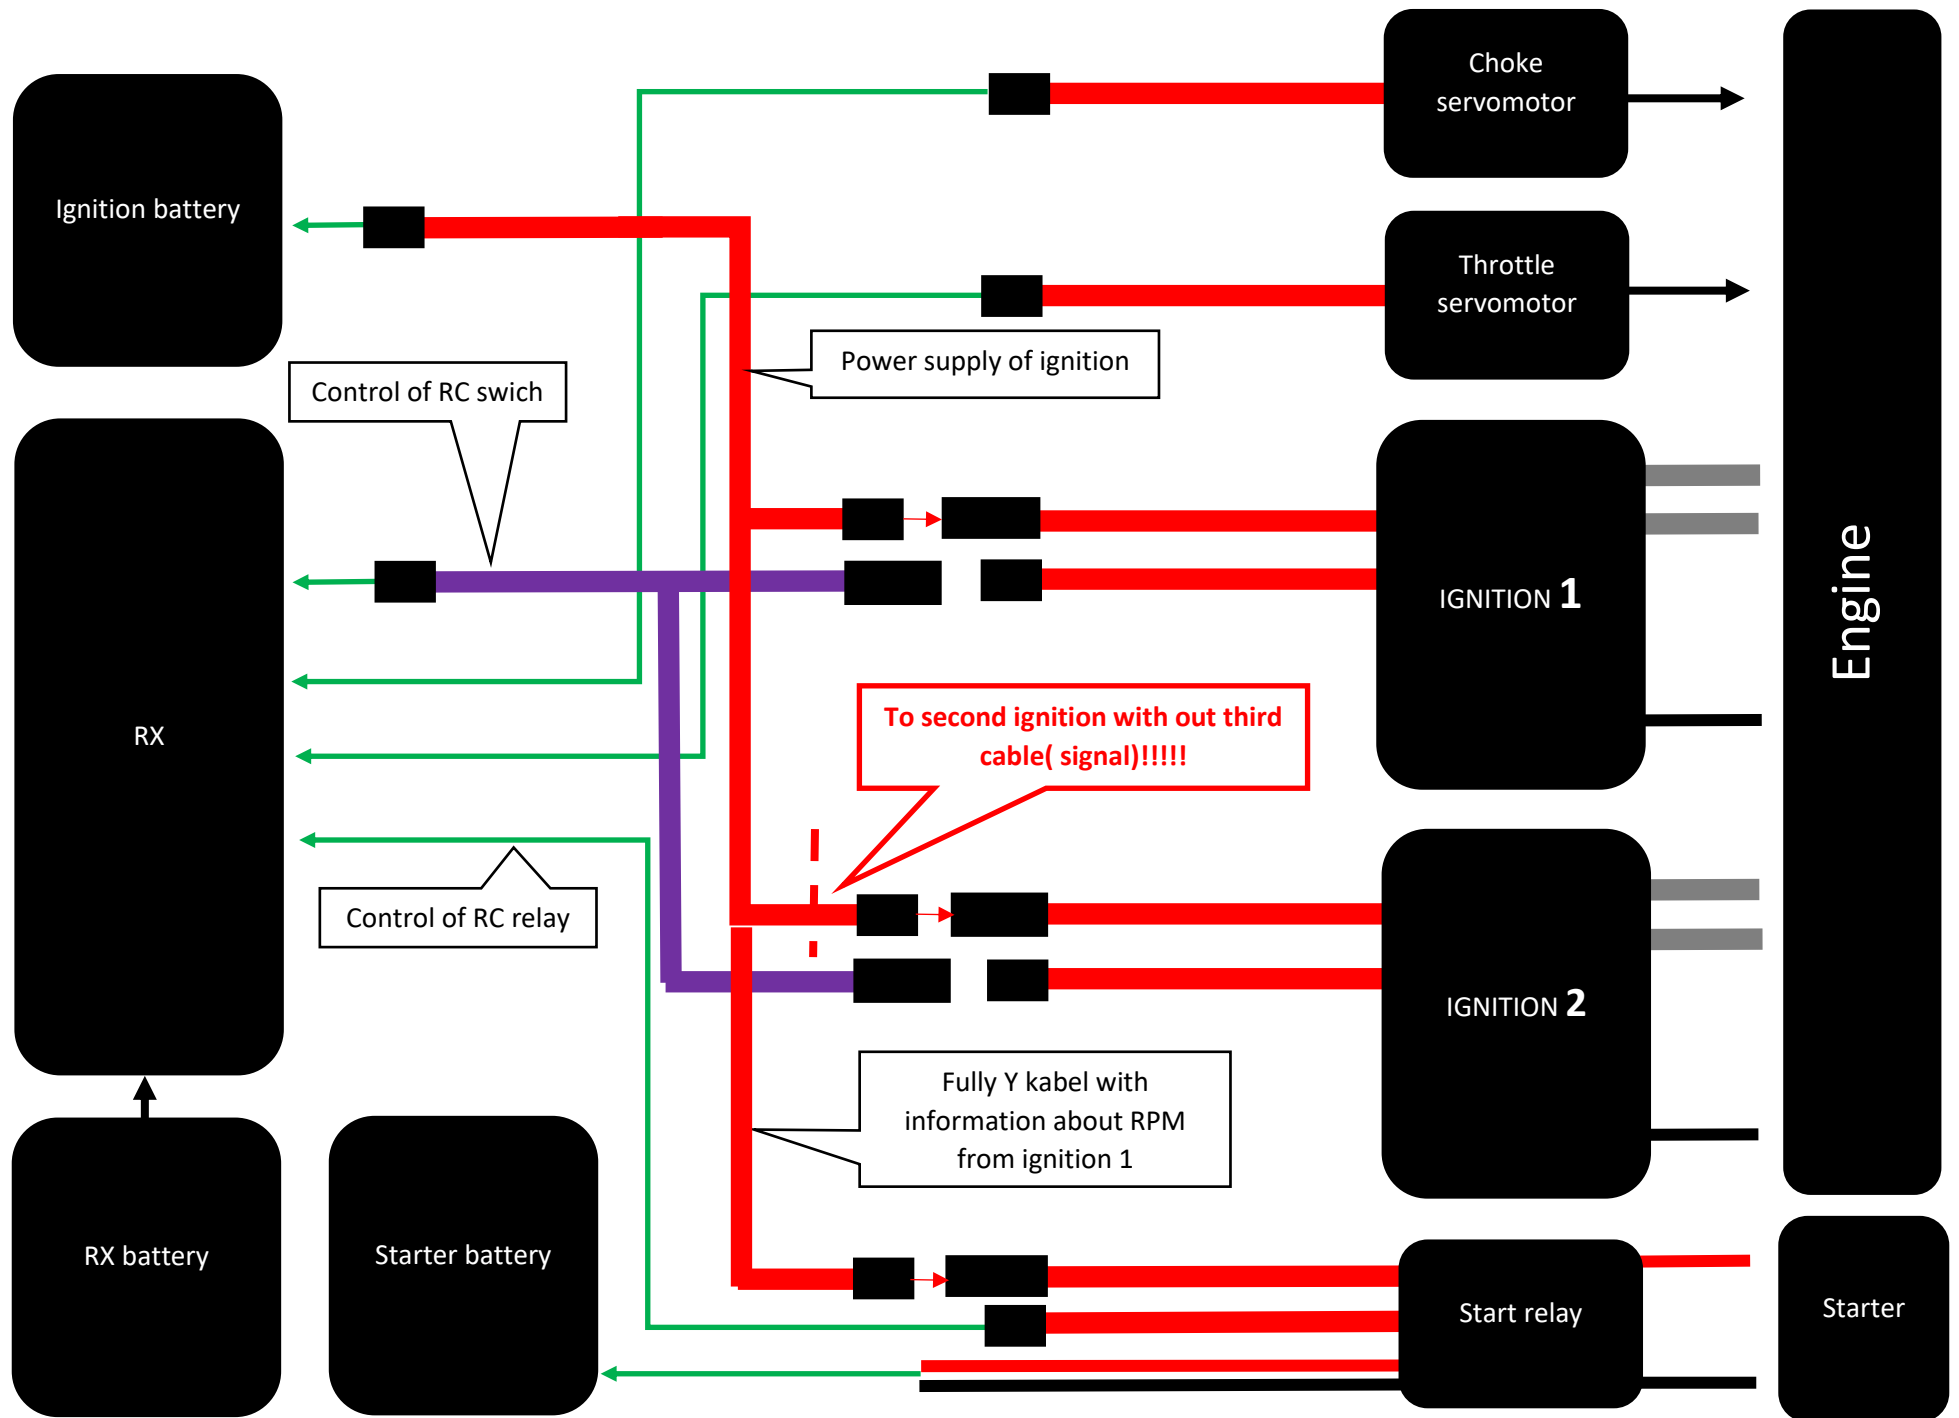 Choke
servomotor
Ignition battery
Throttle
servomotor
Power supply of ignition
Control of RC swich
IGNITION 1
Engine
RX
To second ignition with out third
cable( signal)!!!!!
Control of RC relay
IGNITION 2
Fully Y kabel with
information about RPM
from ignition 1
RX battery
Starter battery
Start relay
Starter